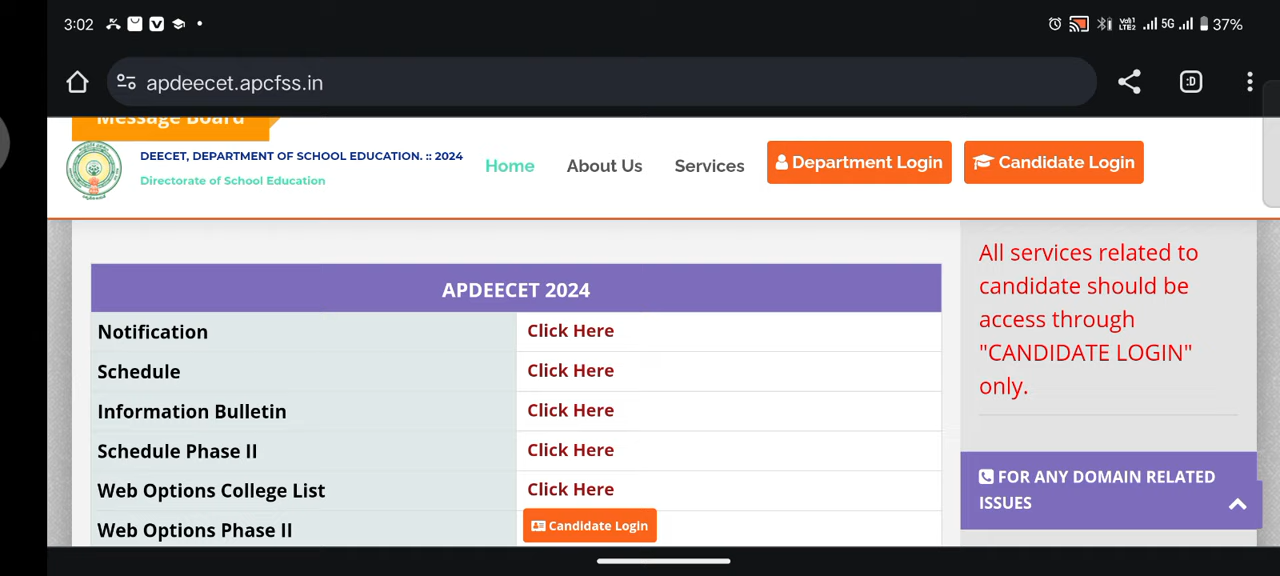 3:02
Vo)) LTE2 5G 37%
apdeecet.apcfss.in
:D
Message Board
DEECET, DEPARTMENT OF SCHOOL EDUCATION. :: 2024
Directorate of School Education
Home About Us Services Department Login Candidate Login
APDEECET 2024
Notification Click Here
Schedule Click Here
Information Bulletin Click Here
Schedule Phase II Click Here
Web Options College List Click Here
Web Options Phase II Candidate Login
All services related to
candidate should be
access through
"CANDIDATE LOGIN"
only.
FOR ANY DOMAIN RELATED
ISSUES